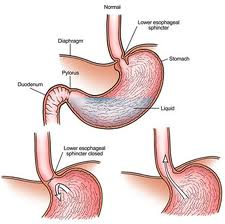 Normal
Lower esophageal
sphincter
Diaphragm
Stomach
Pylorus
Duodenum
Liquid
Lower esophageal
sphincter closed